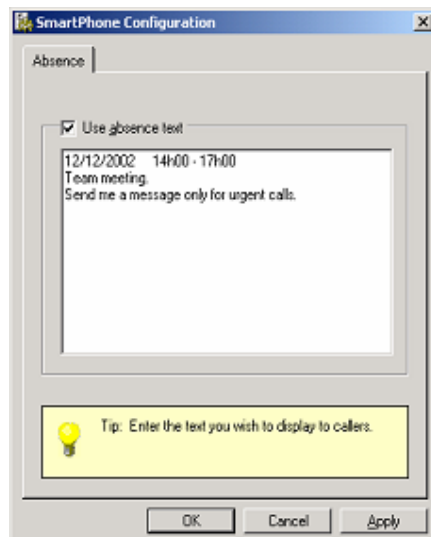 SmartPhone Configuration
Absence
Use absence text
12/12/2002 14h00 - 17h00
Team meeting.
Send me a message only for urgent calls.
Tip: Enter the text you wish to display to callers.
OK Cancel Apply